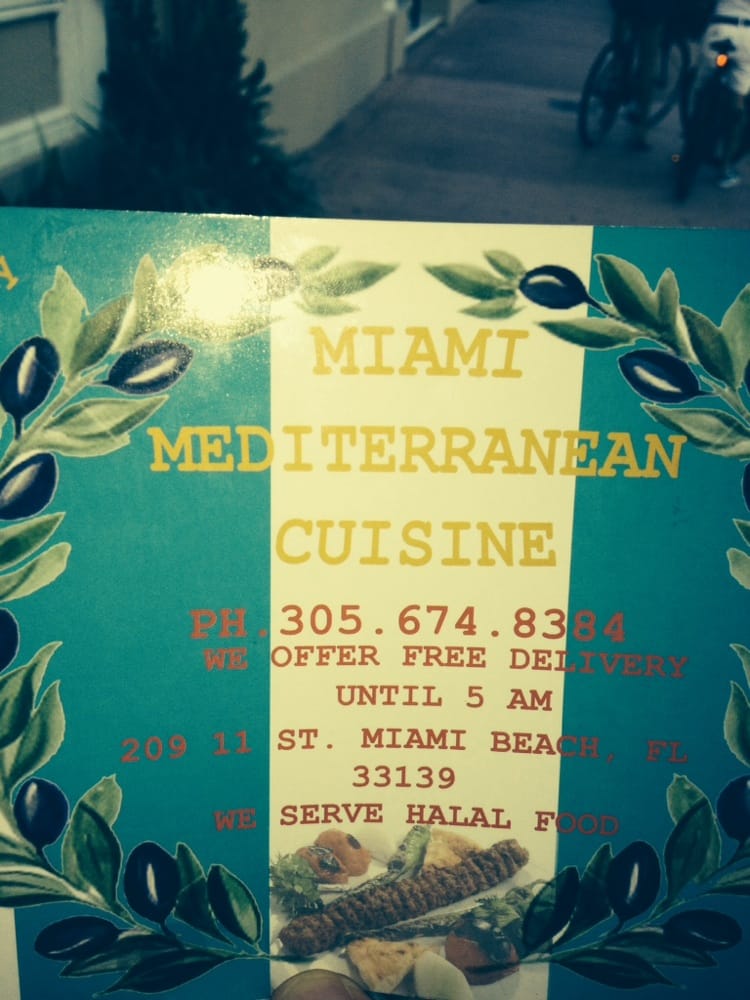 MIAMI
MEDITERRANEAN
CUISINE
PH.305.674.8384
WE OFFER FREE DELIVERY
UNTIL 5 AM
209 11 ST. MIAMI BEACH, FL
33139
WE SERVE HALAL FOOD